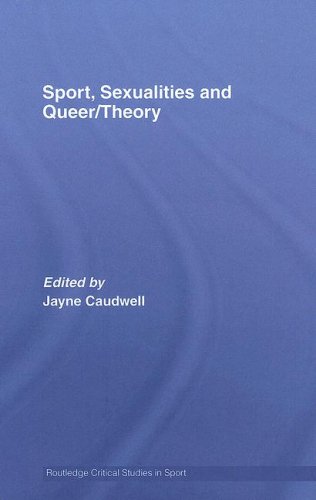 Sport, Sexualities and
Queer/Theory
Edited by
Jayne Caudwell
Routledge Critical Studies in Sport